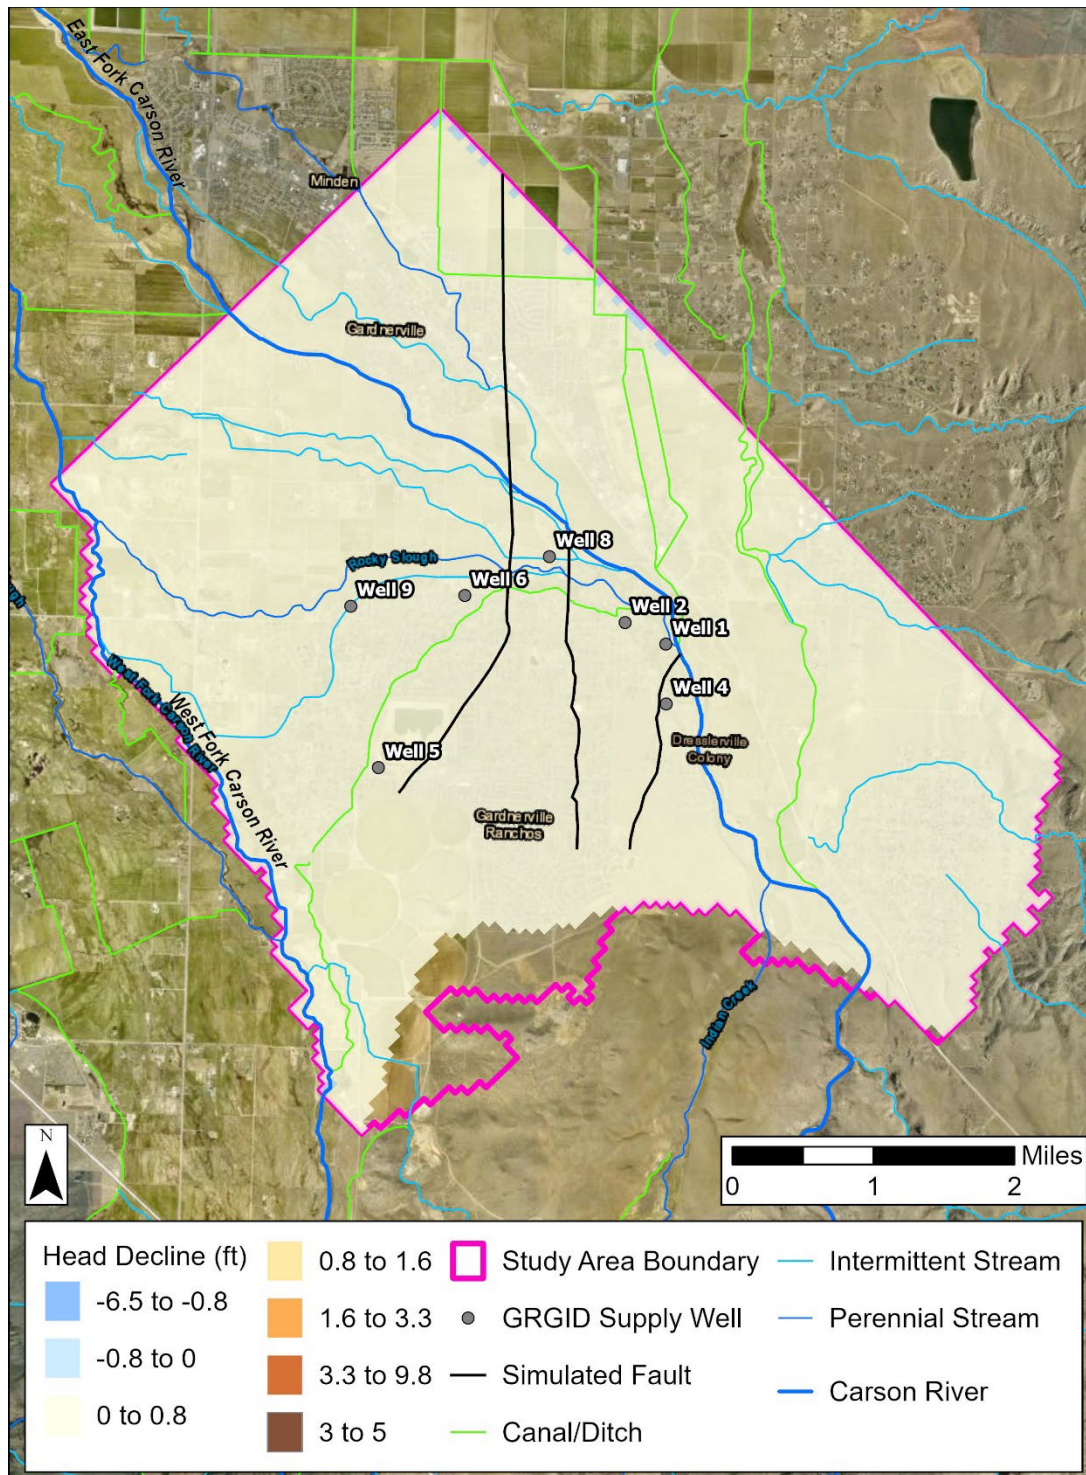 East Fork Carson River
Minden
Gardnerville
Well 8
Rocky Slough
Well 6
Well 9
Well 2
Well 1
West Fork Carson River
West Fork Carson River
Well 4
Dresslerville
Colony
Well 5
Gardnerville
Ranchos
Indian Creek
N
Miles
0 1 2
Head Decline (ft)
-6.5 to -0.8
-0.8 to 0
0 to 0.8
0.8 to 1.6
1.6 to 3.3
3.3 to 9.8
3 to 5
Study Area Boundary
GRGID Supply Well
Simulated Fault
Canal/Ditch
Intermittent Stream
Perennial Stream
Carson River